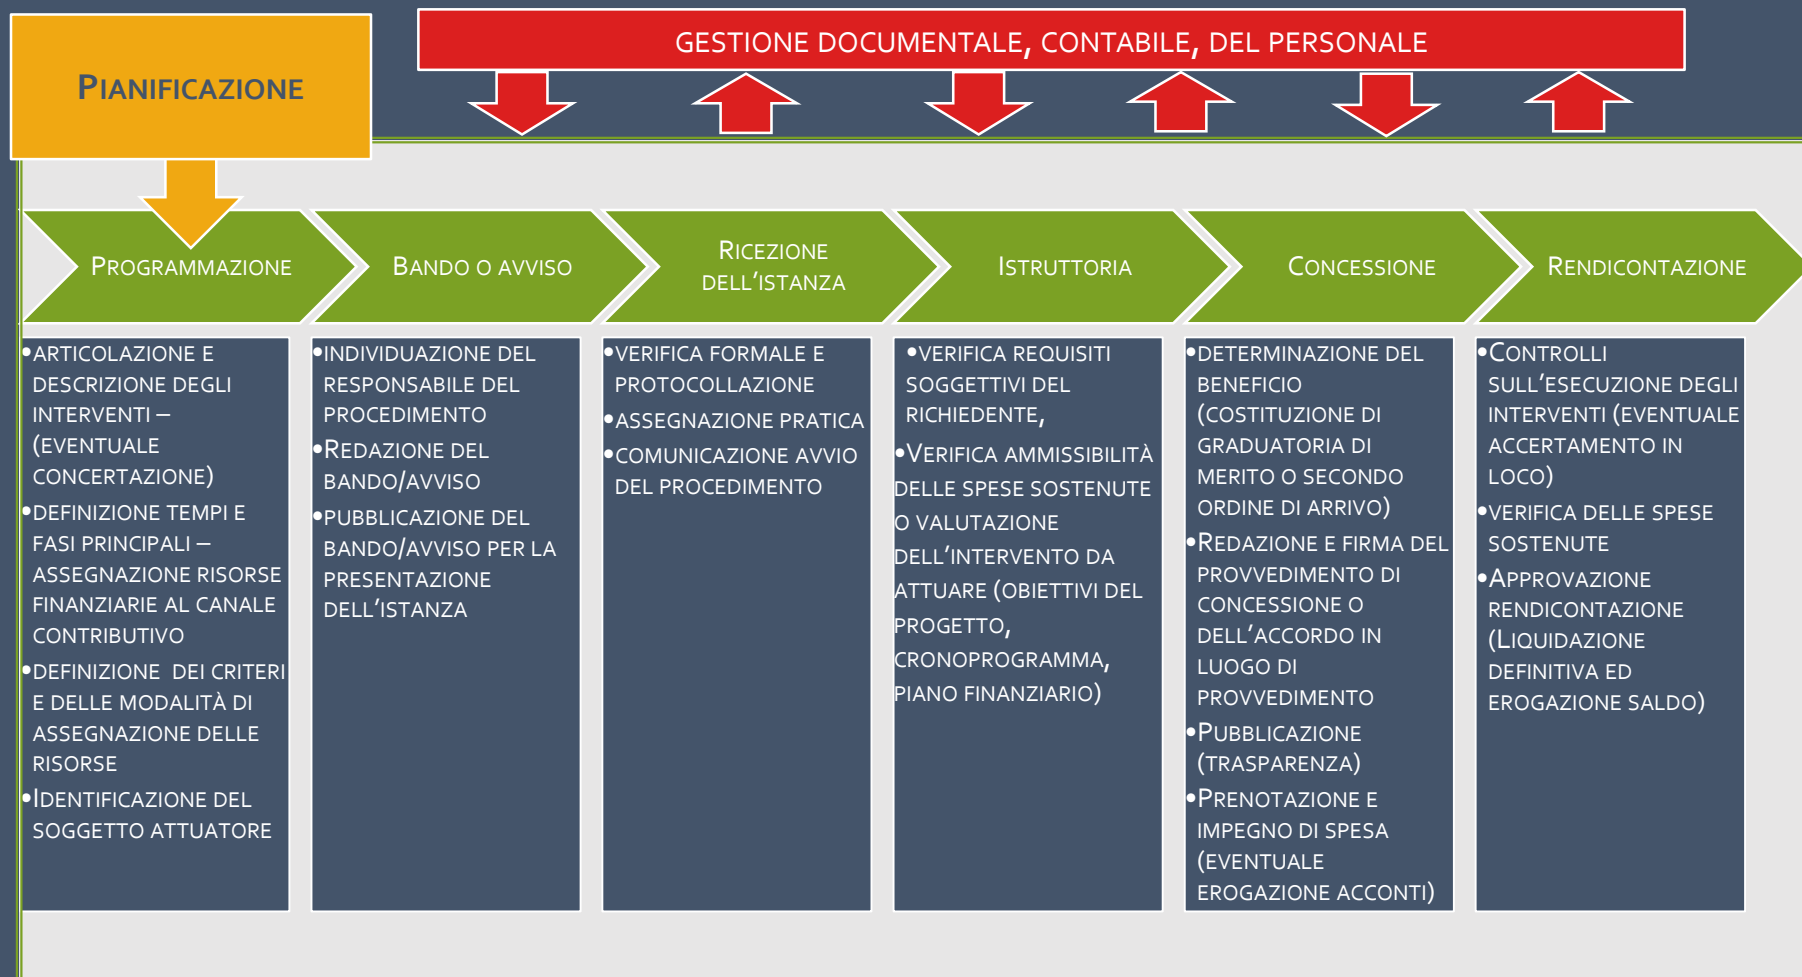 GESTIONE DOCUMENTALE, CONTABILE, DEL PERSONALE
PIANIFICAZIONE
PROGRAMMAZIONE
BANDO O AVVISO
RICEZIONE
DELL'ISTANZA
ISTRUTTORIA
CONCESSIONE
RENDICONTAZIONE
•ARTICOLAZIONE E
DESCRIZIONE DEGLI
INTERVENTI –
(EVENTUALE
CONCERTAZIONE)
•DEFINIZIONE TEMPI E
FASI PRINCIPALI –
ASSEGNAZIONE RISORSE
FINANZIARIE AL CANALE
CONTRIBUTIVO
•DEFINIZIONE DEI CRITERI
E DELLE MODALITÀ DI
ASSEGNAZIONE DELLE
RISORSE
•IDENTIFICAZIONE DEL
SOGGETTO ATTUATORE
•INDIVIDUAZIONE DEL
RESPONSABILE DEL
PROCEDIMENTO
•REDAZIONE DEL
BANDO/AVVISO
•PUBBLICAZIONE DEL
BANDO/AVVISO PER LA
PRESENTAZIONE
DELL'ISTANZA
•VERIFICA FORMALE E
PROTOCOLLAZIONE
•ASSEGNAZIONE PRATICA
•COMUNICAZIONE AVVIO
DEL PROCEDIMENTO
•VERIFICA REQUISITI
SOGGETTIVI DEL
RICHIEDENTE,
•VERIFICA AMMISSIBILITÀ
DELLE SPESE SOSTENUTE
O VALUTAZIONE
DELL'INTERVENTO DA
ATTUARE (OBIETTIVI DEL
PROGETTO,
CRONOPROGRAMMA,
PIANO FINANZIARIO)
•DETERMINAZIONE DEL
BENEFICIO
(COSTITUZIONE DI
GRADUATORIA DI
MERITO O SECONDO
ORDINE DI ARRIVO)
•REDAZIONE E FIRMA DEL
PROVVEDIMENTO DI
CONCESSIONE O
DELL'ACCORDO IN
LUOGO DI
PROVVEDIMENTO
•PUBBLICAZIONE
(TRASPARENZA)
•PRENOTAZIONE E
IMPEGNO DI SPESA
(EVENTUALE
EROGAZIONE ACCONTI)
•CONTROLLI
SULL'ESECUZIONE DEGLI
INTERVENTI (EVENTUALE
ACCERTAMENTO IN
LOCO)
•VERIFICA DELLE SPESE
SOSTENUTE
•APPROVAZIONE
RENDICONTAZIONE
(LIQUIDAZIONE
DEFINITIVA ED
EROGAZIONE SALDO)